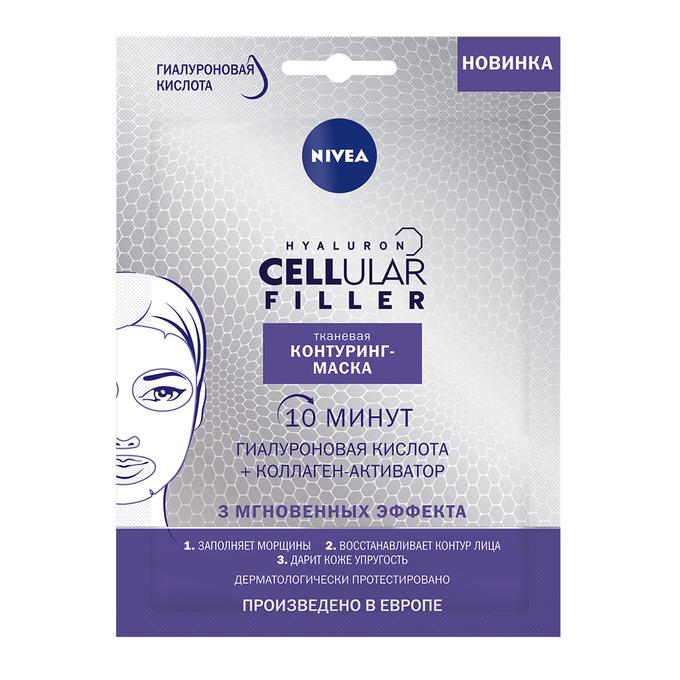 ГИАЛУРОНОВАЯ
КИСЛОТА
НОВИНКА
NIVEA
HYALURON
CELLULAR
FILLER
тканевая
КОНТУРИНГ-
МАСКА
10 МИНУТ
ГИАЛУРОНОВАЯ КИСЛОТА
+ КОЛЛАГЕН-АКТИВАТОР
3 МГНОВЕННЫХ ЭФФЕКТА
1. ЗАПОЛНЯЕТ МОРЩИНЫ 2. ВОССТАНАВЛИВАЕТ КОНТУР ЛИЦА
3. ДАРИТ КОЖЕ УПРУГОСТЬ
ДЕРМАТОЛОГИЧЕСКИ ПРОТЕСТИРОВАНО
ПРОИЗВЕДЕНО В ЕВРОПЕ